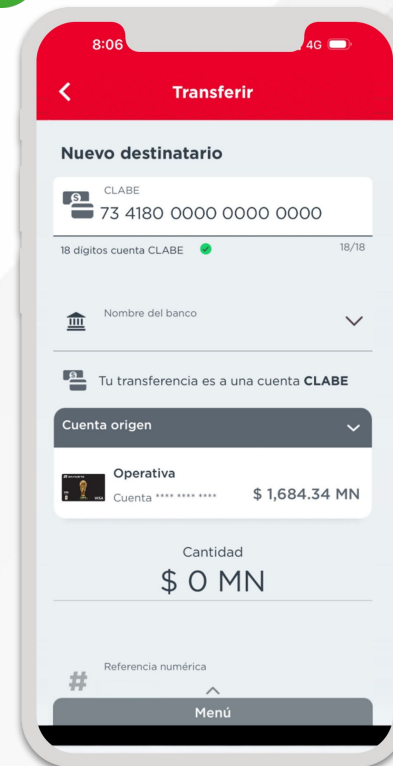 8:06
4G
Transferir
Nuevo destinatario
CLABE
73 4180 0000 0000 0000
18 dígitos cuenta CLABE
18/18
Nombre del banco
Tu transferencia es a una cuenta CLABE
Cuenta origen
Operativa
Cuenta **** **** ****
$ 1,684.34 MN
Cantidad
$ 0 MN
Referencia numérica
#
Menú